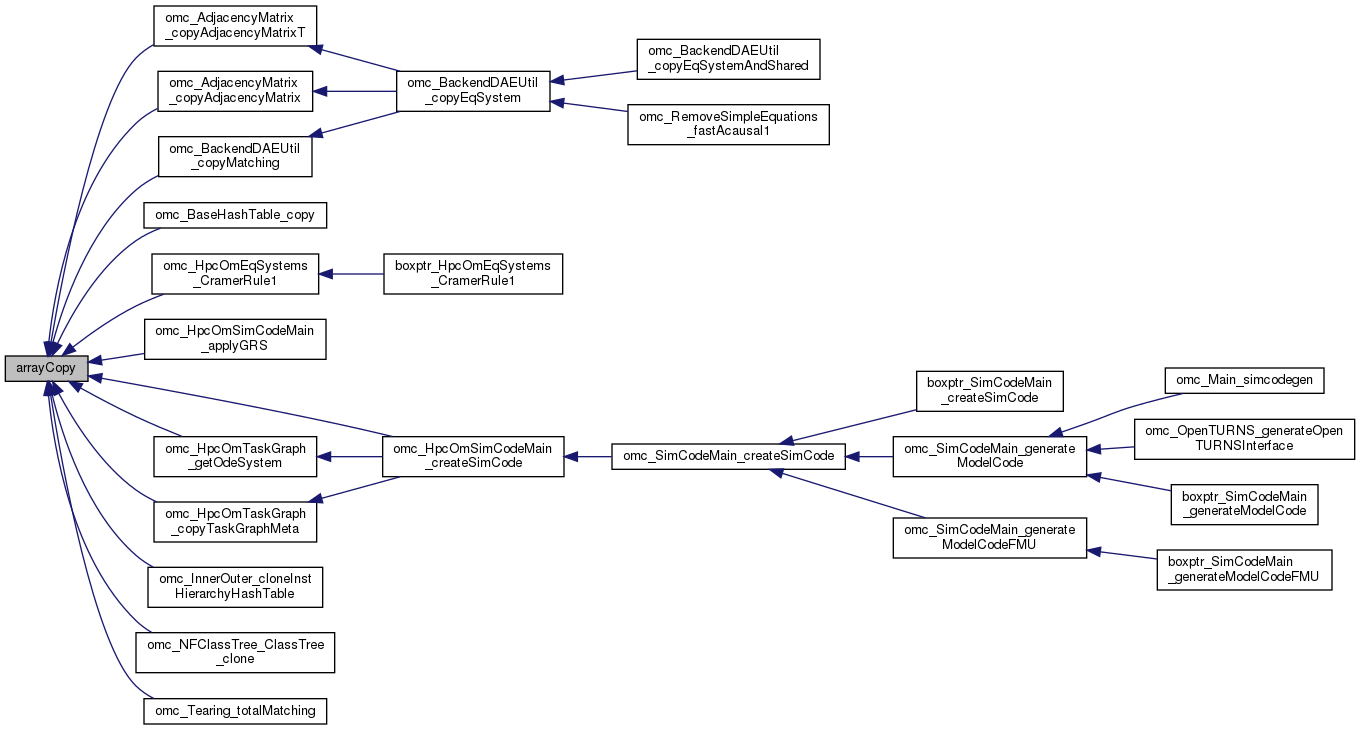 omc_AdjacencyMatrix
_copyAdjacencyMatrixT
omc_AdjacencyMatrix
_copyAdjacencyMatrix
omc_BackendDAEUtil
_copyMatching
omc_BaseHashTable_copy
omc_HpcOmEqSystems
_CramerRule1
omc_HpcOmSimCodeMain
_applyGRS
arrayCopy
omc_HpcOmTaskGraph
_getOdeSystem
omc_HpcOmTaskGraph
_copyTaskGraphMeta
omc_InnerOuter_cloneInst
HierarchyHashTable
omc_NFClassTree_ClassTree
_clone
omc_Tearing_totalMatching
omc_BackendDAEUtil
_copyEqSystem
boxptr_HpcOmEqSystems
_CramerRule1
omc_HpcOmSimCodeMain
_createSimCode
omc_BackendDAEUtil
_copyEqSystemAndShared
omc_RemoveSimpleEquations
_fastAcausal1
omc_SimCodeMain_createSimCode
boxptr_SimCodeMain
_createSimCode
omc_SimCodeMain_generate
ModelCode
omc_SimCodeMain_generate
ModelCodeFMU
omc_Main_simcodegen
omc_OpenTURNS_generateOpen
TURNSInterface
boxptr_SimCodeMain
_generateModelCode
boxptr_SimCodeMain
_generateModelCodeFMU